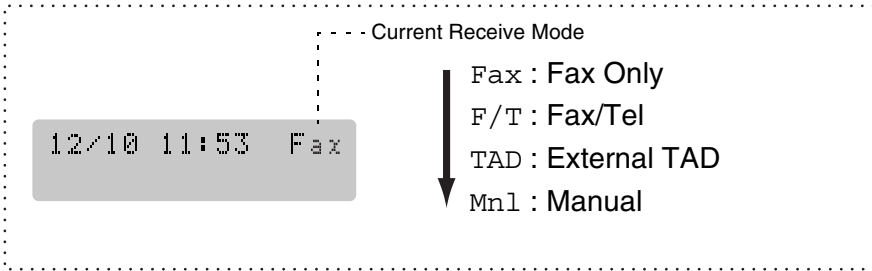 Current Receive Mode
12/10 11:53 Fax
Fax : Fax Only
F/T : Fax/Tel
TAD : External TAD
Mnl : Manual